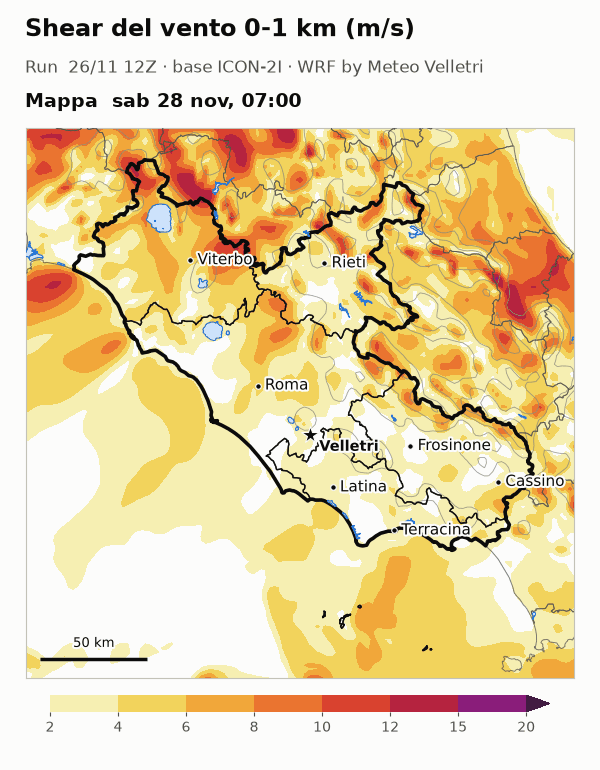 Shear del vento 0-1 km (m/s)
Run 26/11 12Z · base ICON-2I · WRF by Meteo Velletri
Mappa sab 28 nov, 07:00
Viterbo
Rieti
Roma
Velletri
Frosinone
Latina
Cassino
Terracina
50 km
2 4 6 8 10 12 15 20